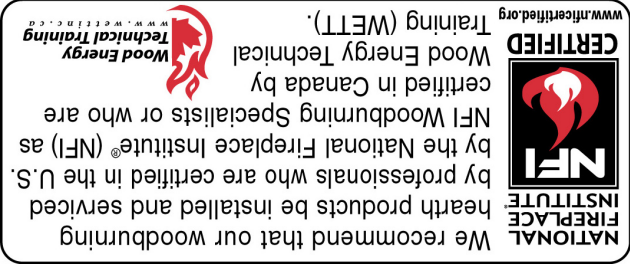 NATIONAL
FIREPLACE
INSTITUTE®
NFI
CERTIFIED
www.nficertified.org
We recommend that our woodburning
hearth products be installed and serviced
by professionals who are certified in the U.S.
by the National Fireplace Institute® (NFI) as
NFI Woodburning Specialists or who are
certified in Canada by
Wood Energy Technical
Training (WETT).
Wood Energy
Technical Training
www.wettinc.ca